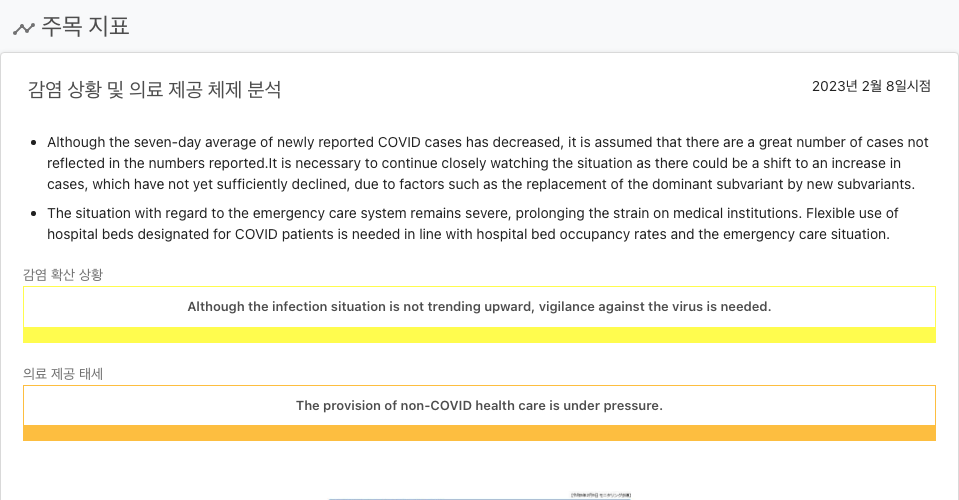 주목 지표
감염 상황 및 의료 제공 체제 분석
2023년 2월 8일시점
Although the seven-day average of newly reported COVID cases has decreased, it is assumed that there are a great number of cases not
reflected in the numbers reported.It is necessary to continue closely watching the situation as there could be a shift to an increase in
cases, which have not yet sufficiently declined, due to factors such as the replacement of the dominant subvariant by new subvariants.
The situation with regard to the emergency care system remains severe, prolonging the strain on medical institutions. Flexible use of
hospital beds designated for COVID patients is needed in line with hospital bed occupancy rates and the emergency care situation.
감염 확산 상황
Although the infection situation is not trending upward, vigilance against the virus is needed.
의료 제공 태세
The provision of non-COVID health care is under pressure.